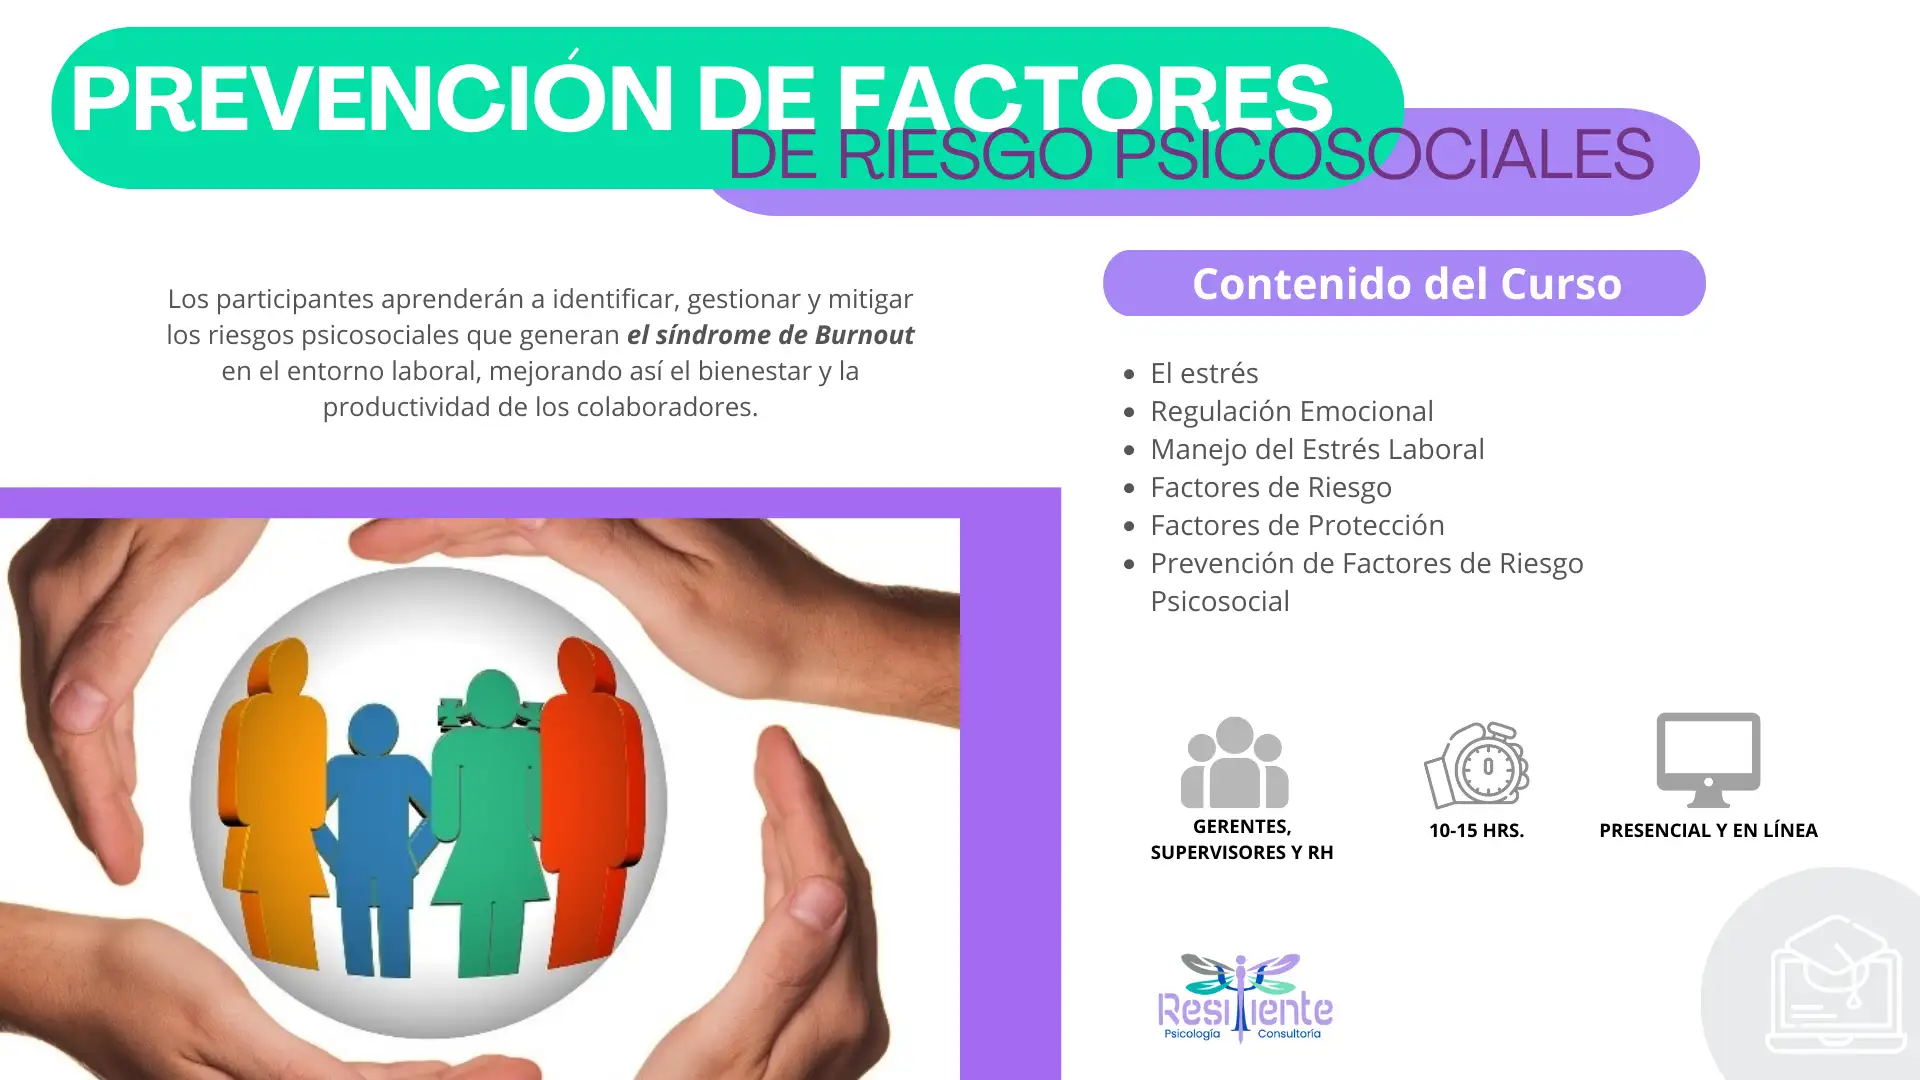 PREVENCIÓN DE FACTORES
DE RIESGO PSICOSOCIALES
Los participantes aprenderán a identificar, gestionar y mitigar
los riesgos psicosociales que generan el síndrome de Burnout
en el entorno laboral, mejorando así el bienestar y la
productividad de los colaboradores.
Contenido del Curso
• El estrés
• Regulación Emocional
• Manejo del Estrés Laboral
• Factores de Riesgo
• Factores de Protección
• Prevención de Factores de Riesgo
Psicosocial
GERENTES,
SUPERVISORES Y RH
10-15 HRS.
PRESENCIAL Y EN LÍNEA
Resiliente
Psicología Consultoría